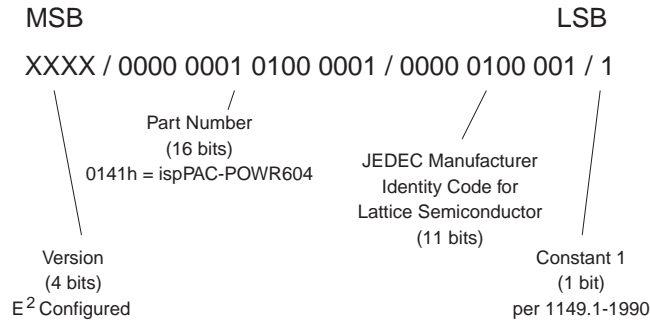 MSB LSB
XXXX / 0000 0001 0100 0001 / 0000 0100 001 / 1
Part Number
(16 bits)
0141h = ispPAC-POWR604
JEDEC Manufacturer
Identity Code for
Lattice Semiconductor
(11 bits)
Version
(4 bits)
E² Configured
Constant 1
(1 bit)
per 1149.1-1990